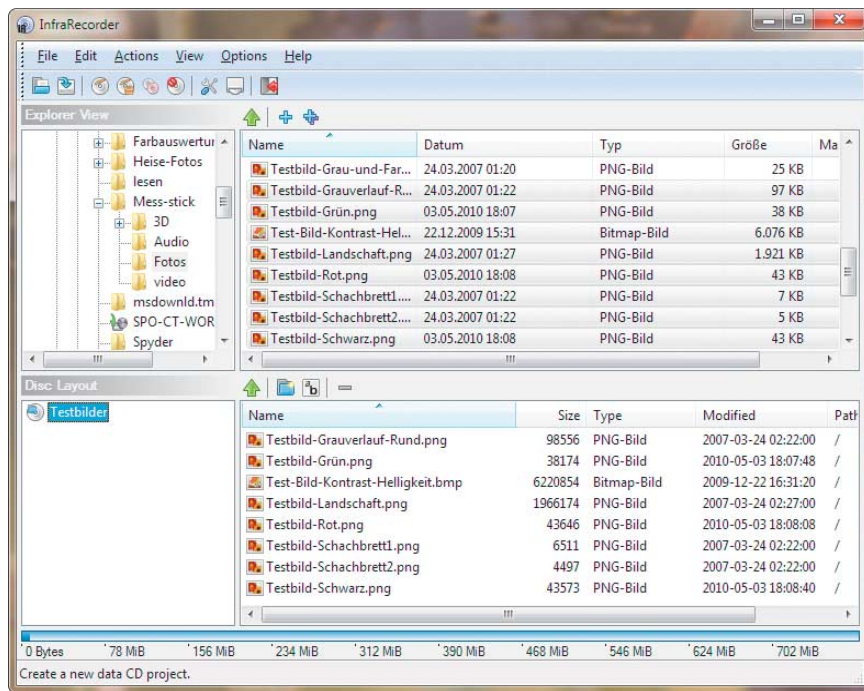 InfraRecorder
File Edit Actions View Options Help
Explorer View
Farbauswertur
Heise-Fotos
lesen
Mess-stick
3D
Audio
Fotos
video
msdownld.tm
SPO-CT-WOR
Spyder
Name Datum Typ Größe Ma
Testbild-Grau-und-Far... 24.03.2007 01:20 PNG-Bild 25 KB
Testbild-Grauverlauf-R... 24.03.2007 01:22 PNG-Bild 97 KB
Testbild-Grün.png 03.05.2010 18:07 PNG-Bild 38 KB
Test-Bild-Kontrast-Hel... 22.12.2009 15:31 Bitmap-Bild 6.076 KB
Testbild-Landschaft.png 24.03.2007 01:27 PNG-Bild 1.921 KB
Testbild-Rot.png 03.05.2010 18:08 PNG-Bild 43 KB
Testbild-Schachbrett1.... 24.03.2007 01:22 PNG-Bild 7 KB
Testbild-Schachbrett2.... 24.03.2007 01:22 PNG-Bild 5 KB
Testbild-Schwarz.png 03.05.2010 18:08 PNG-Bild 43 KB
Disc Layout
Testbilder
Name Size Type Modified Path
Testbild-Grauverlauf-Rund.png 98556 PNG-Bild 2007-03-24 02:22:00 /
Testbild-Grün.png 38174 PNG-Bild 2010-05-03 18:07:48 /
Test-Bild-Kontrast-Helligkeit.bmp 6220854 Bitmap-Bild 2009-12-22 16:31:20 /
Testbild-Landschaft.png 1966174 PNG-Bild 2007-03-24 02:27:00 /
Testbild-Rot.png 43646 PNG-Bild 2010-05-03 18:08:08 /
Testbild-Schachbrett1.png 6511 PNG-Bild 2007-03-24 02:22:00 /
Testbild-Schachbrett2.png 4497 PNG-Bild 2007-03-24 02:22:00 /
Testbild-Schwarz.png 43573 PNG-Bild 2010-05-03 18:08:40 /
0 Bytes 78 MiB 156 MiB 234 MiB 312 MiB 390 MiB 468 MiB 546 MiB 624 MiB 702 MiB
Create a new data CD project.